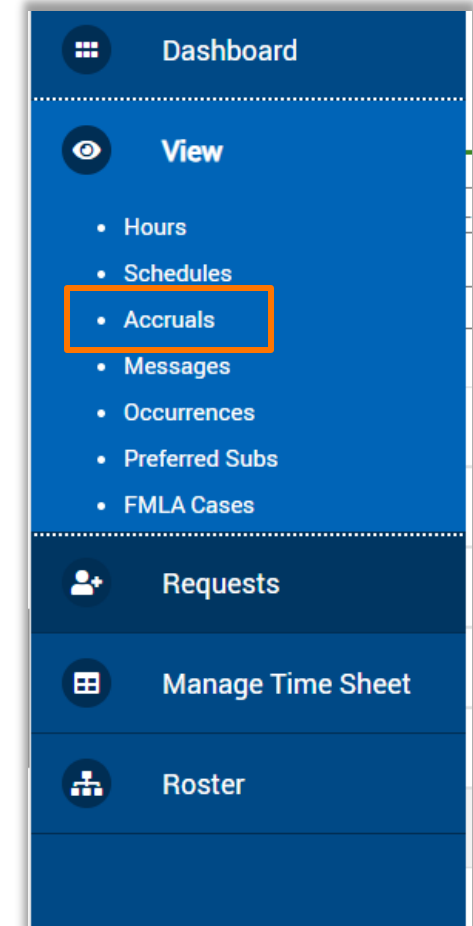 Dashboard
View
Hours
Schedules
Accruals
Messages
Occurrences
Preferred Subs
FMLA Cases
Requests
Manage Time Sheet
Roster